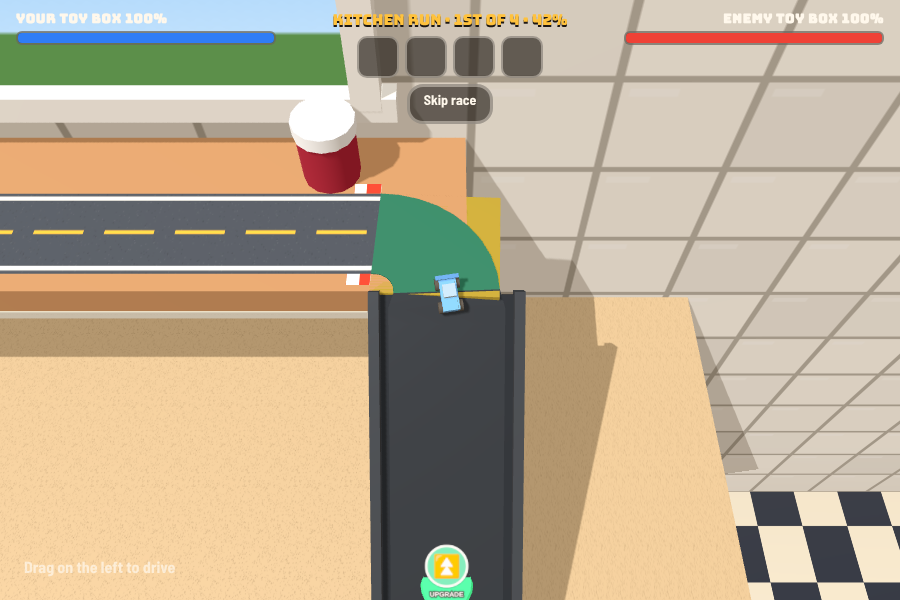 YOUR TOY BOX 100%
KITCHEN RUN • 1ST OF 4 • 42%
ENEMY TOY BOX 100%
Skip race
Drag on the left to drive
UPGRADE